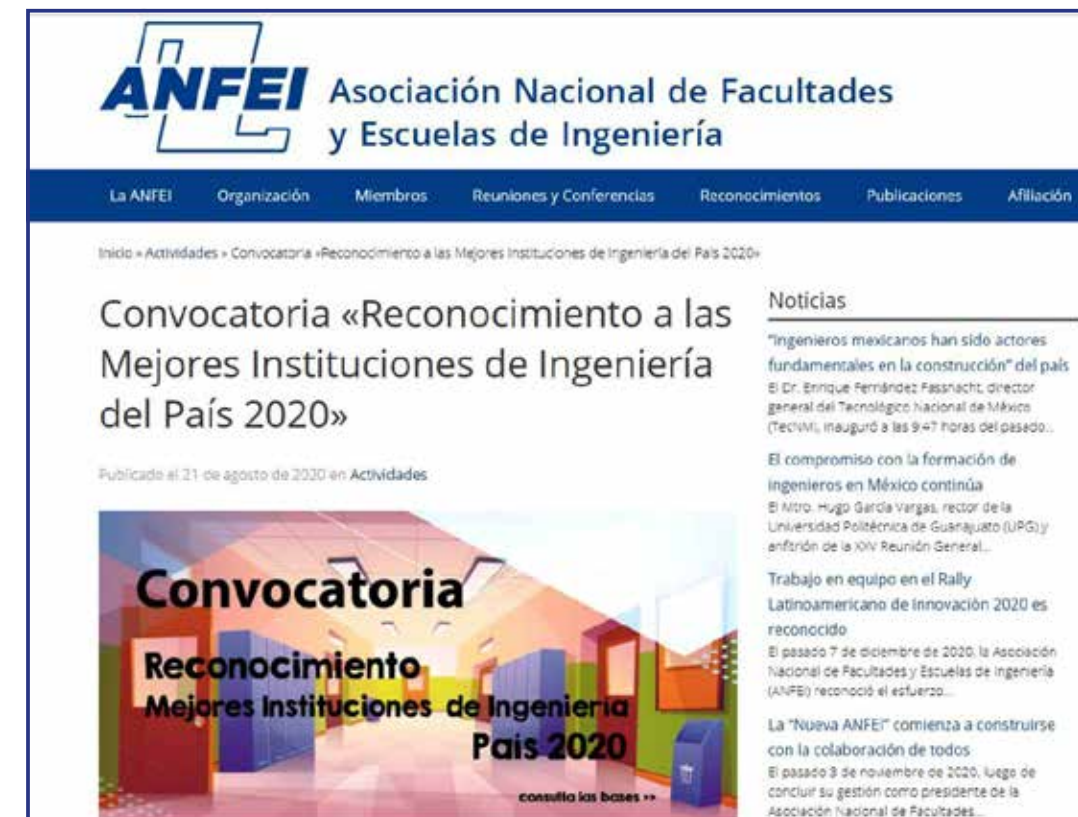 ANFEI
Asociación Nacional de Facultades
y Escuelas de Ingeniería
La ANFEI Organización Miembros Reuniones y Conferencias Reconocimientos Publicaciones Afiliación
Inicio » Actividades » Convocatoria «Reconocimiento a las Mejores Instituciones de Ingeniería del País 2020»
Convocatoria «Reconocimiento a las
Mejores Instituciones de Ingeniería
del País 2020»
Publicado el 21 de agosto de 2020 en Actividades
Convocatoria
Reconocimiento
Mejores Instituciones de Ingeniería
País 2020
consulta las bases >>
Noticias
"Ingenieros mexicanos han sido actores
fundamentales en la construcción" del país
El Dr. Enrique Fernández Fassnacht, director
general del Tecnológico Nacional de México
(TecNM), inauguró a las 9:47 horas del pasado...
El compromiso con la formación de
ingenieros en México continúa
El Mtro. Hugo García Vargas, rector de la
Universidad Politécnica de Guanajuato (UPG) y
anfitrión de la XXV Reunión General...
Trabajo en equipo en el Rally
Latinoamericano de Innovación 2020 es
reconocido
El pasado 7 de diciembre de 2020, la Asociación
Nacional de Facultades y Escuelas de Ingeniería
(ANFEI) reconoció el esfuerzo...
La "Nueva ANFEI" comienza a construirse
con la colaboración de todos
El pasado 3 de noviembre de 2020, luego de
concluir su gestión como presidente de la
Asociación Nacional de Facultades...